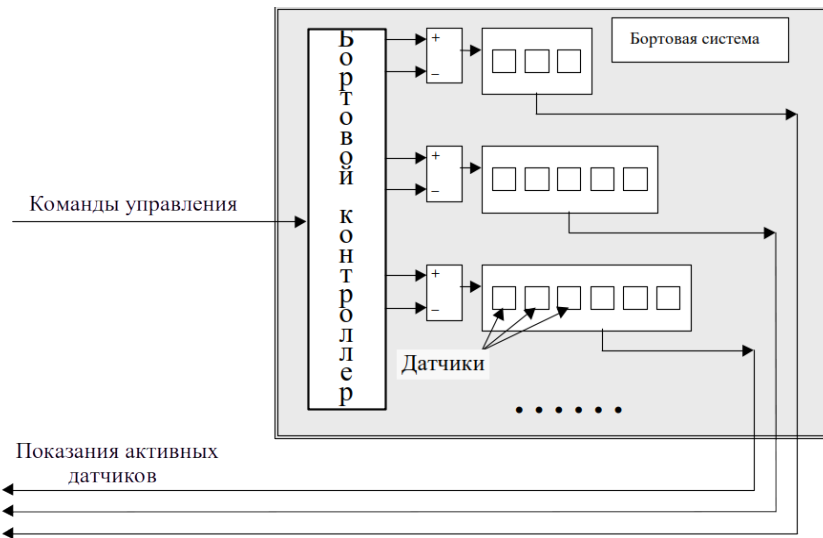 Бортовая система
Бортовой контроллер
+
–
+
–
+
–
Команды управления
Датчики
......
Показания активных
датчиков